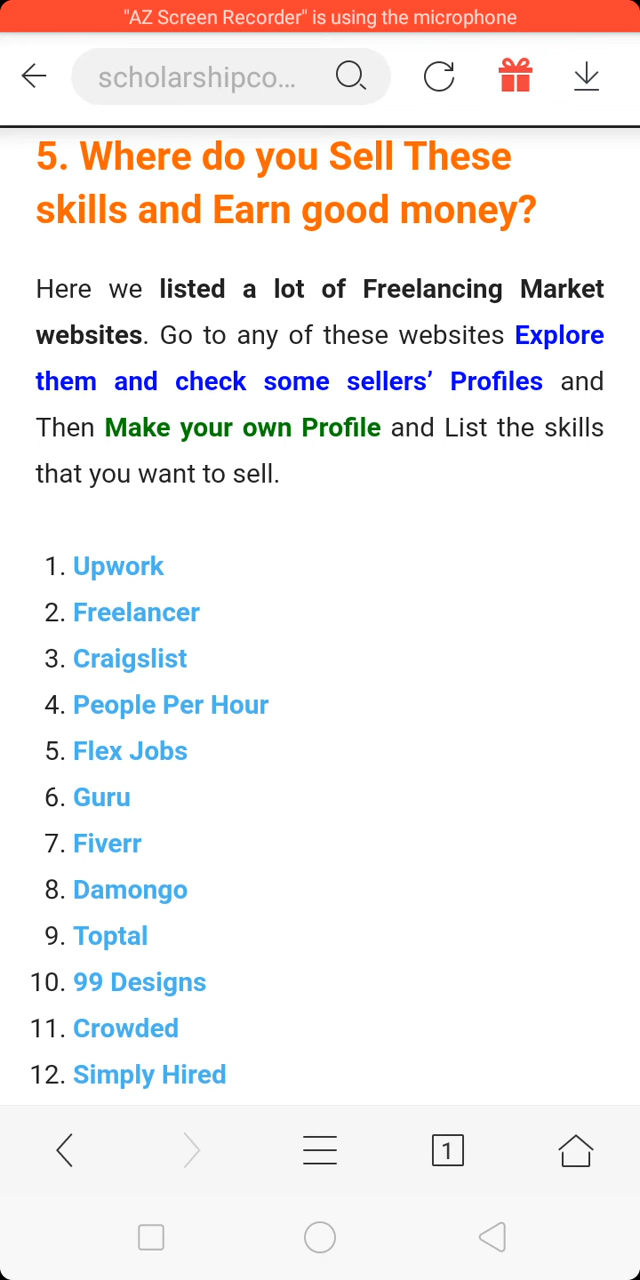 "AZ Screen Recorder" is using the microphone
scholarshipco...
5. Where do you Sell These
skills and Earn good money?
Here we listed a lot of Freelancing Market
websites. Go to any of these websites Explore
them and check some sellers’ Profiles and
Then Make your own Profile and List the skills
that you want to sell.
1. Upwork
2. Freelancer
3. Craigslist
4. People Per Hour
5. Flex Jobs
6. Guru
7. Fiverr
8. Damongo
9. Toptal
10. 99 Designs
11. Crowded
12. Simply Hired
1